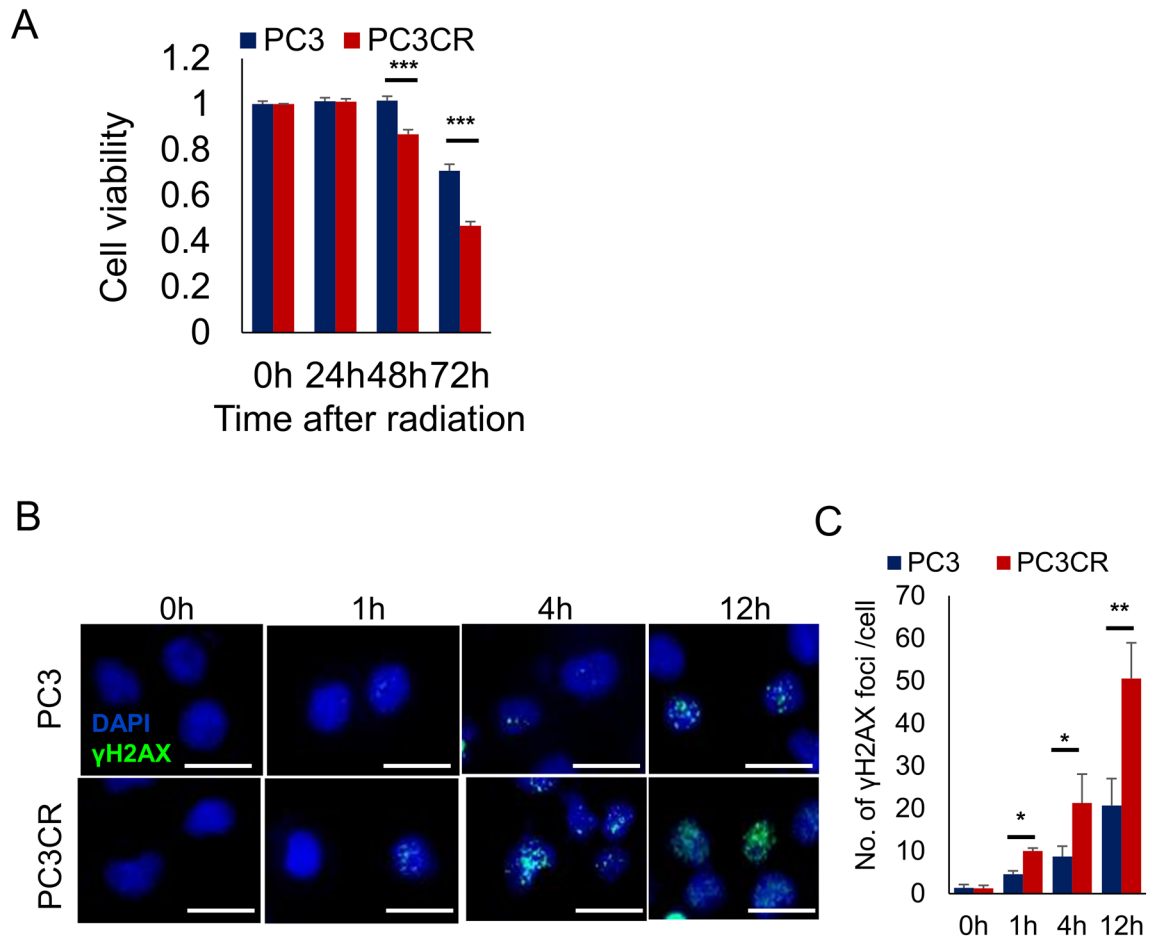 A
PC3 PC3CR
1.2
1
0.8
0.6
0.4
0.2
0
Cell viability
***
***
0h 24h 48h 72h
Time after radiation
B
0h 1h 4h 12h
PC3
DAPI
γH2AX
PC3CR
C
PC3 PC3CR
No. of γH2AX foci /cell
70
60
50
40
30
20
10
0
*
*
**
0h 1h 4h 12h